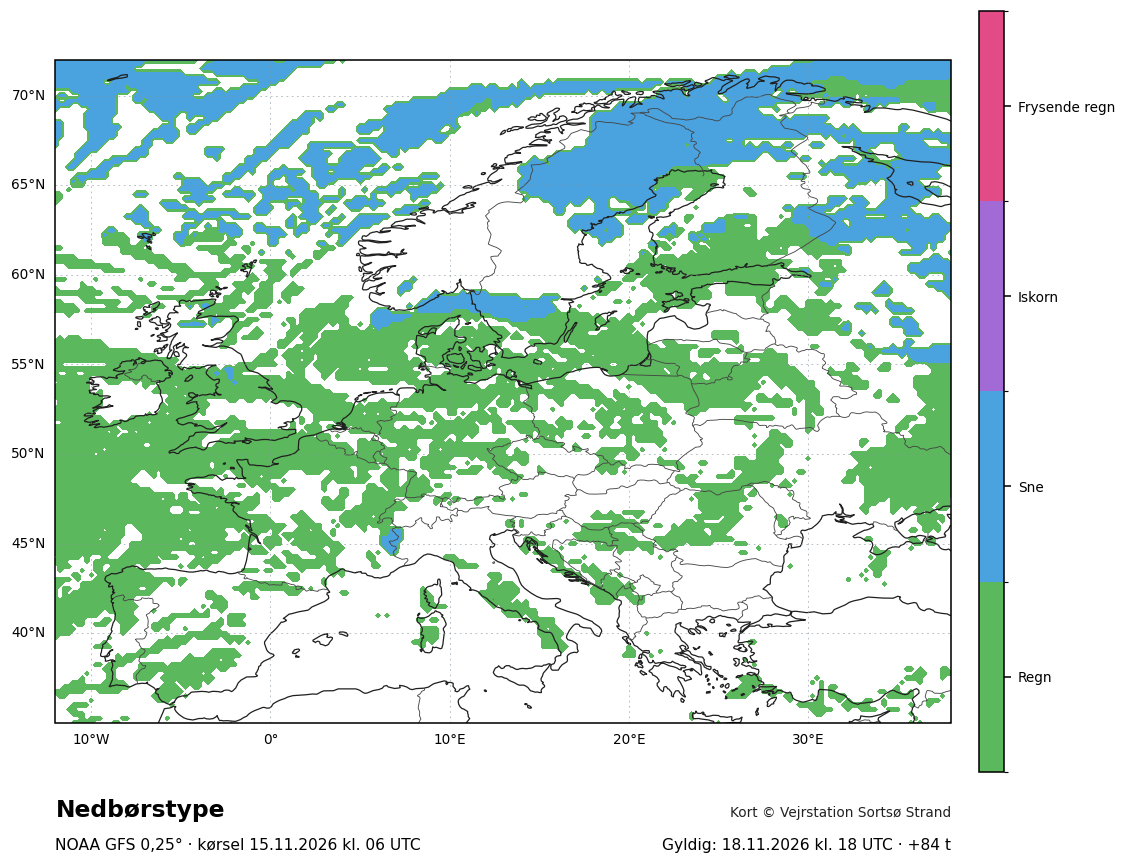 70°N
65°N
60°N
55°N
50°N
45°N
40°N
10°W
0°
10°E
20°E
30°E
Frysende regn
Iskorn
Sne
Regn
Nedbørstype
Kort © Vejrstation Sortsø Strand
NOAA GFS 0,25° · kørsel 15.11.2026 kl. 06 UTC
Gyldig: 18.11.2026 kl. 18 UTC · +84 t